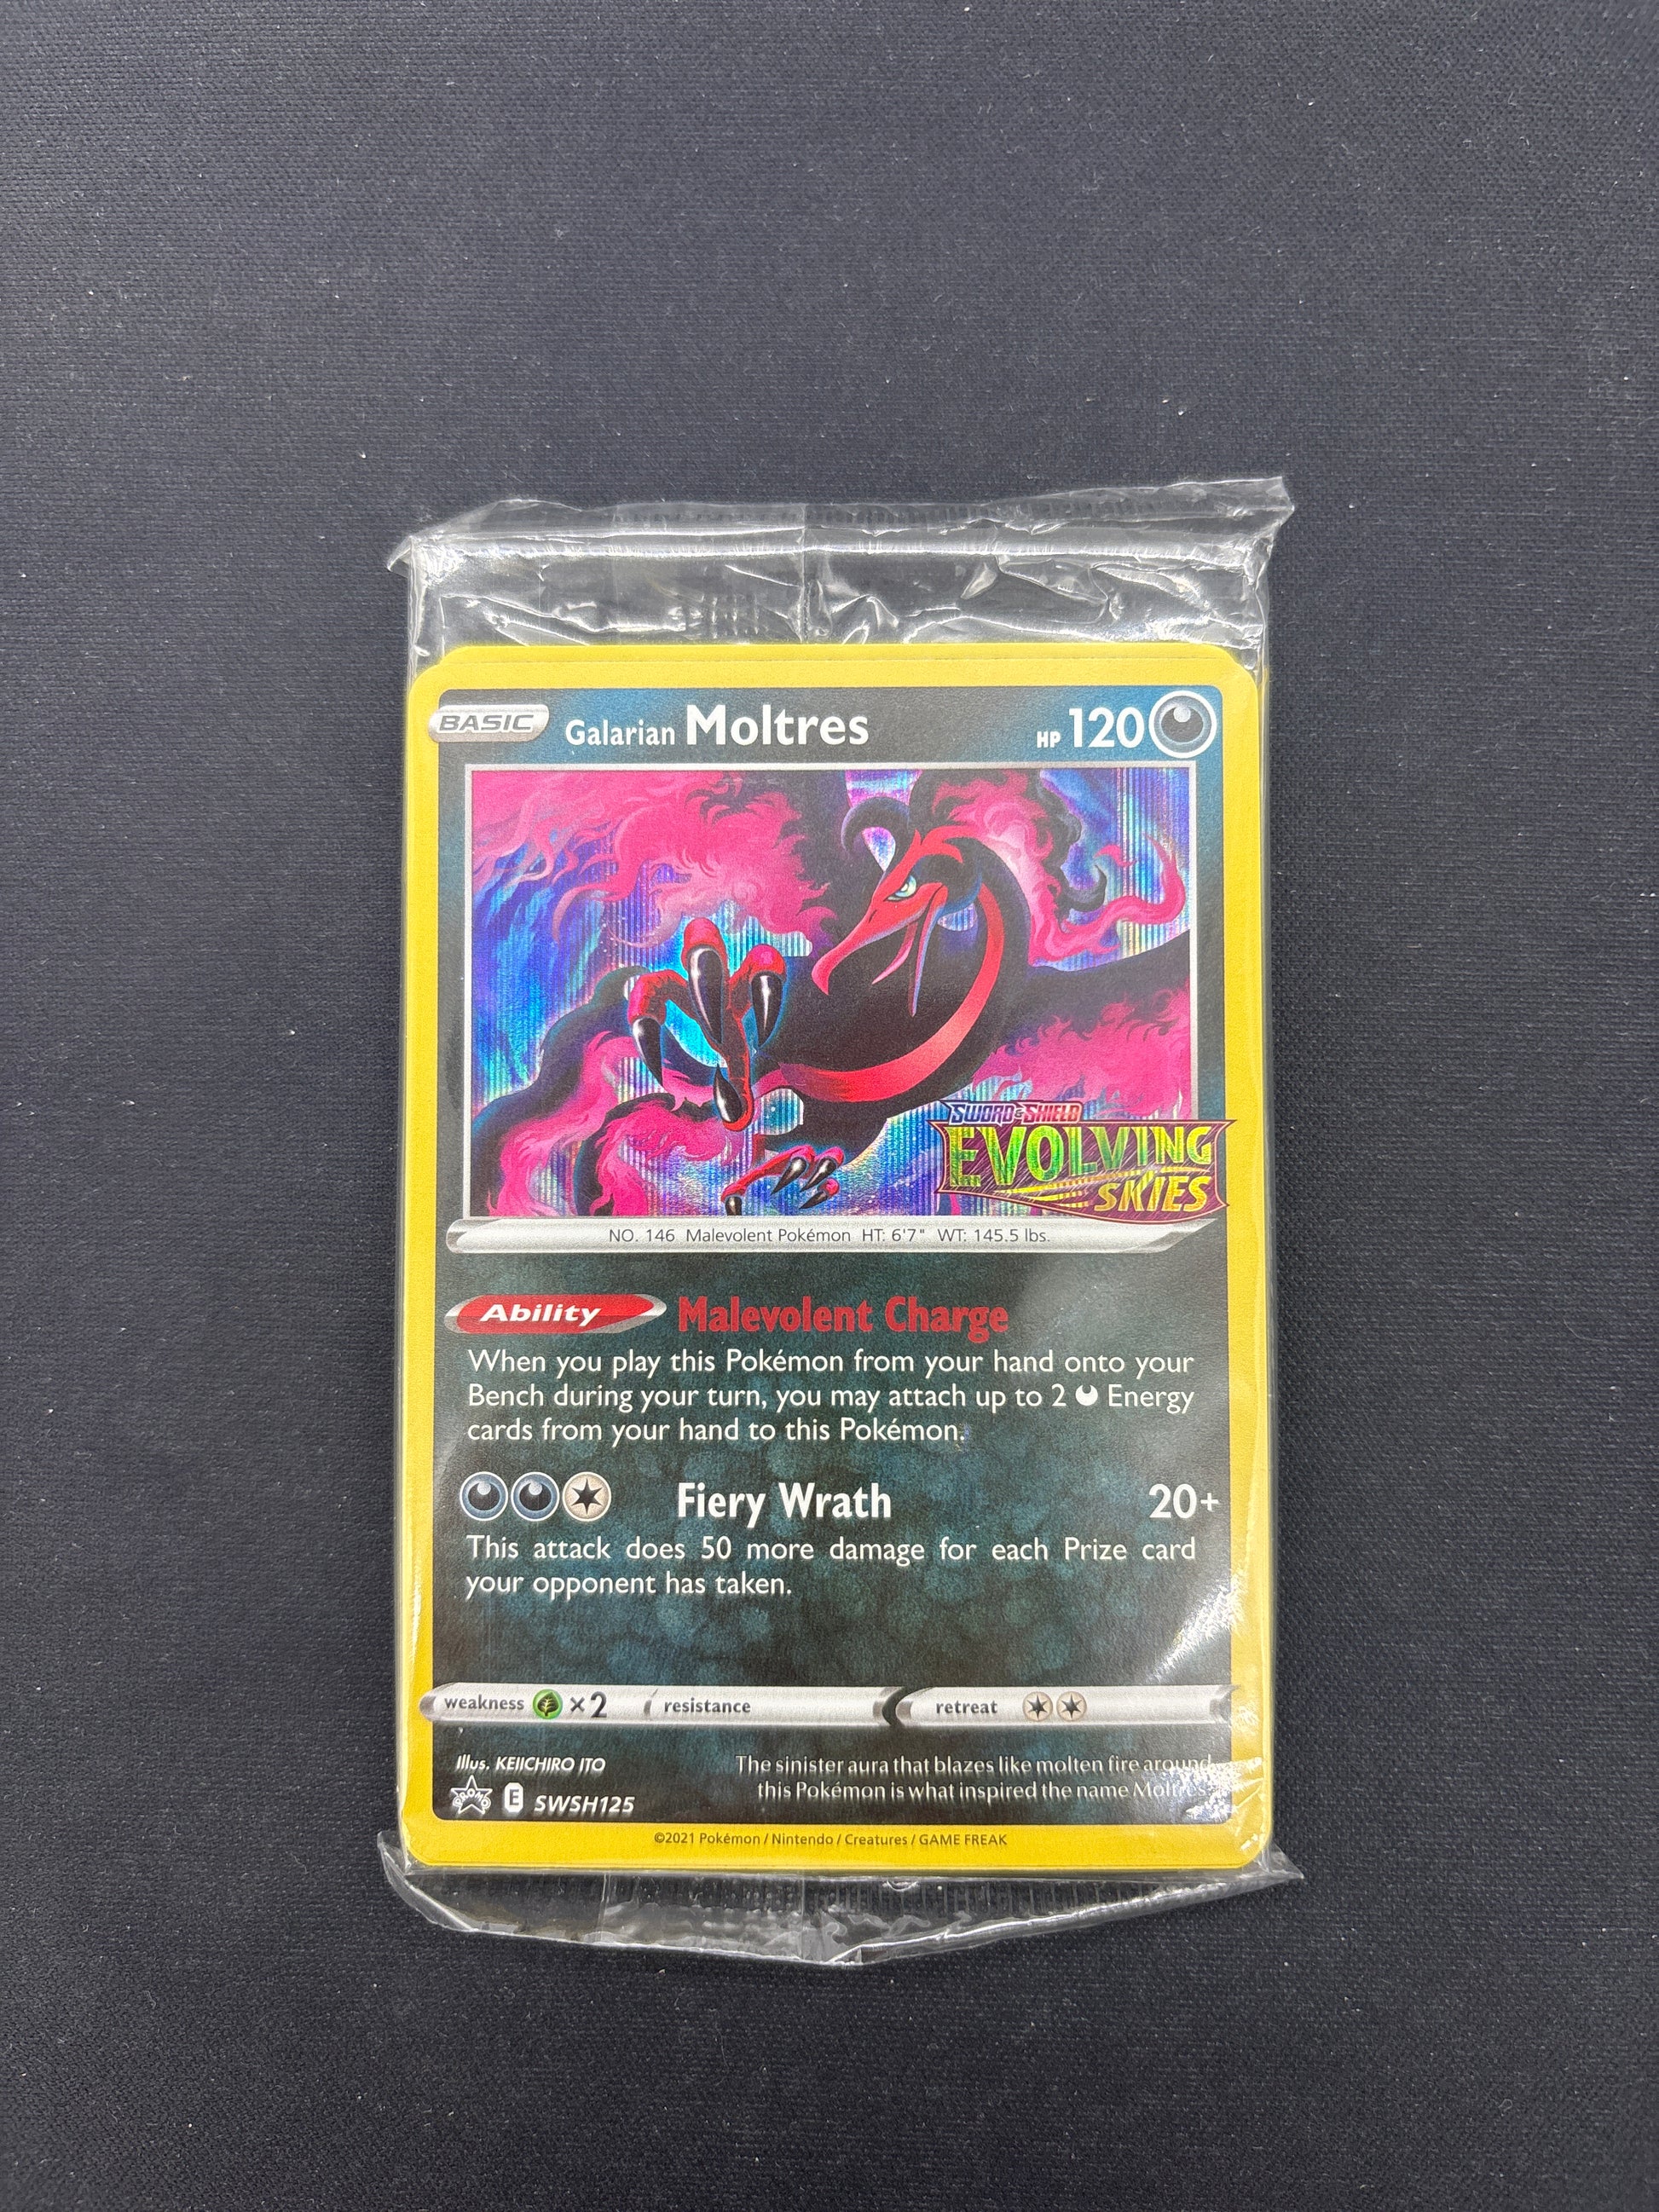 BASIC Galarian Moltres HP 120
SWORD & SHIELD
EVOLVING
SKIES
NO. 146 Malevolent Pokémon HT: 6'7" WT: 145.5 lbs.
Ability Malevolent Charge
When you play this Pokémon from your hand onto your
Bench during your turn, you may attach up to 2 Energy
cards from your hand to this Pokémon.
Fiery Wrath 20+
This attack does 50 more damage for each Prize card
your opponent has taken.
weakness ×2 resistance retreat
Illus. KEIICHIRO ITO
The sinister aura that blazes like molten fire around
this Pokémon is what inspired the name Moltres.
PROMO E SWSH125
©2021 Pokémon / Nintendo / Creatures / GAME FREAK